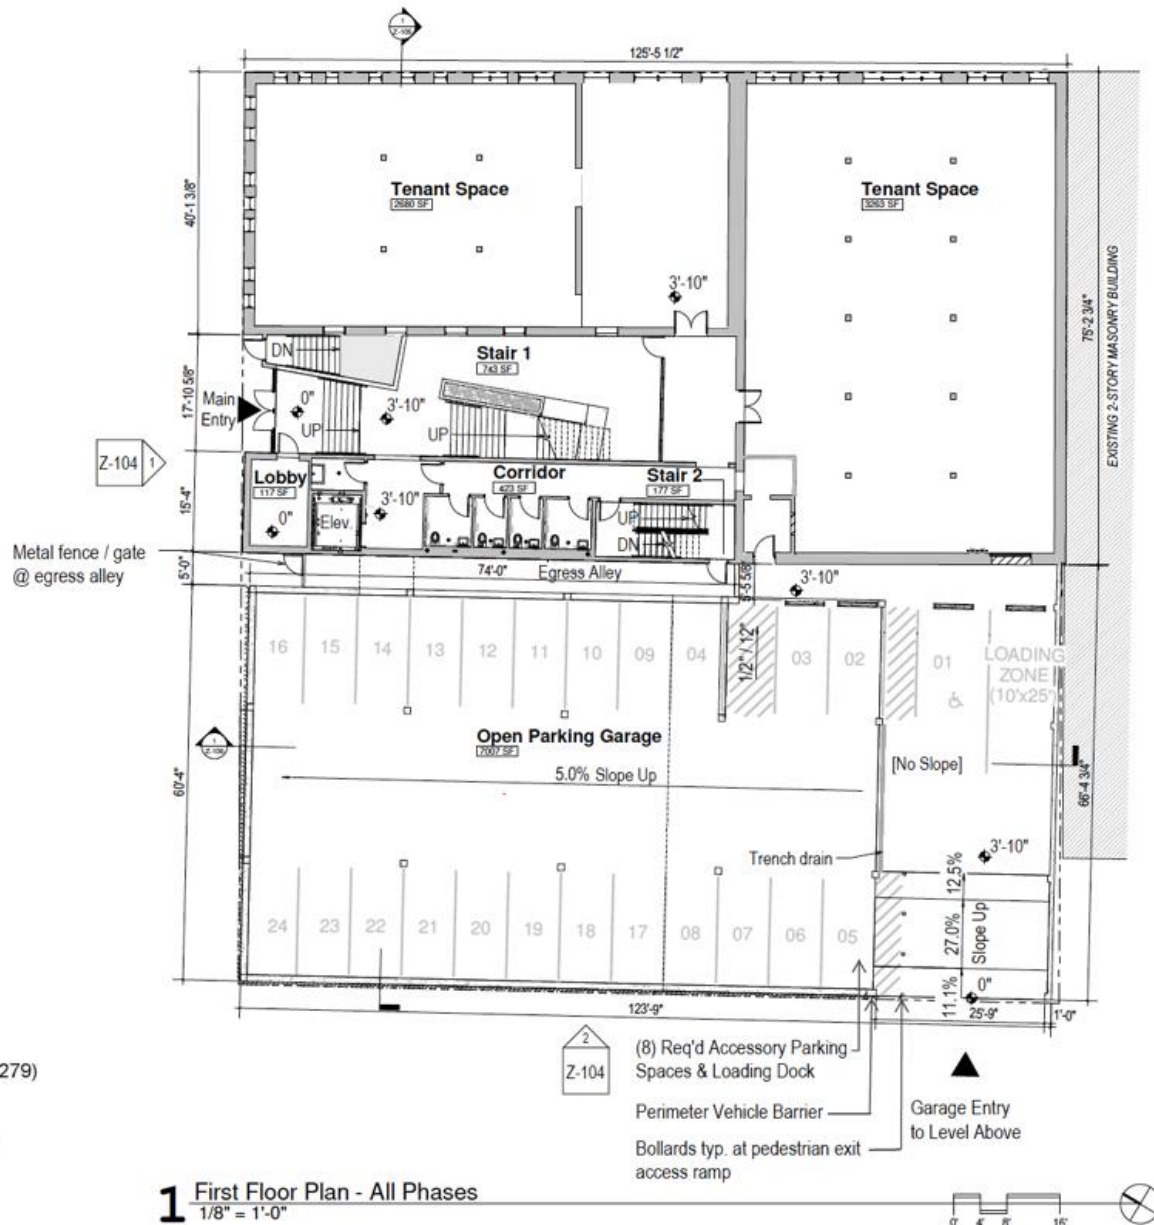 1
Z-108
125'-5 1/2"
40'-1 3/8"
Tenant Space
2680 SF
Tenant Space
3263 SF
3'-10"
75'-2 3/4"
EXISTING 2-STORY MASONRY BUILDING
17'-10 5/8"
DN
Stair 1
743 SF
Main
Entry
0"
3'-10"
UP
UP
Z-104
1
15'-4"
Lobby
117 SF
0"
Elev.
3'-10"
Corridor
423 SF
Stair 2
177 SF
UP
DN
Metal fence / gate
@ egress alley
5'-0"
74'-0"
Egress Alley
5'-5 5/8"
3'-10"
16
15
14
13
12
11
10
09
04
1/2" / 12"
03
02
01
LOADING
ZONE
(10'x25')
1
Open Parking Garage
7007 SF
5.0% Slope Up
[No Slope]
60'-4"
66'-4 3/4"
Trench drain
3'-10"
12.5%
27.0%
Slope Up
11.1%
0"
24
23
22
21
20
19
18
17
08
07
06
05
123'-9"
25'-9"
1'-0"
2
Z-104
(8) Req'd Accessory Parking
Spaces & Loading Dock
Perimeter Vehicle Barrier
Bollards typ. at pedestrian exit
access ramp
Garage Entry
to Level Above
279)
1
First Floor Plan - All Phases
1/8" = 1'-0"
0'
4'
8'
16'